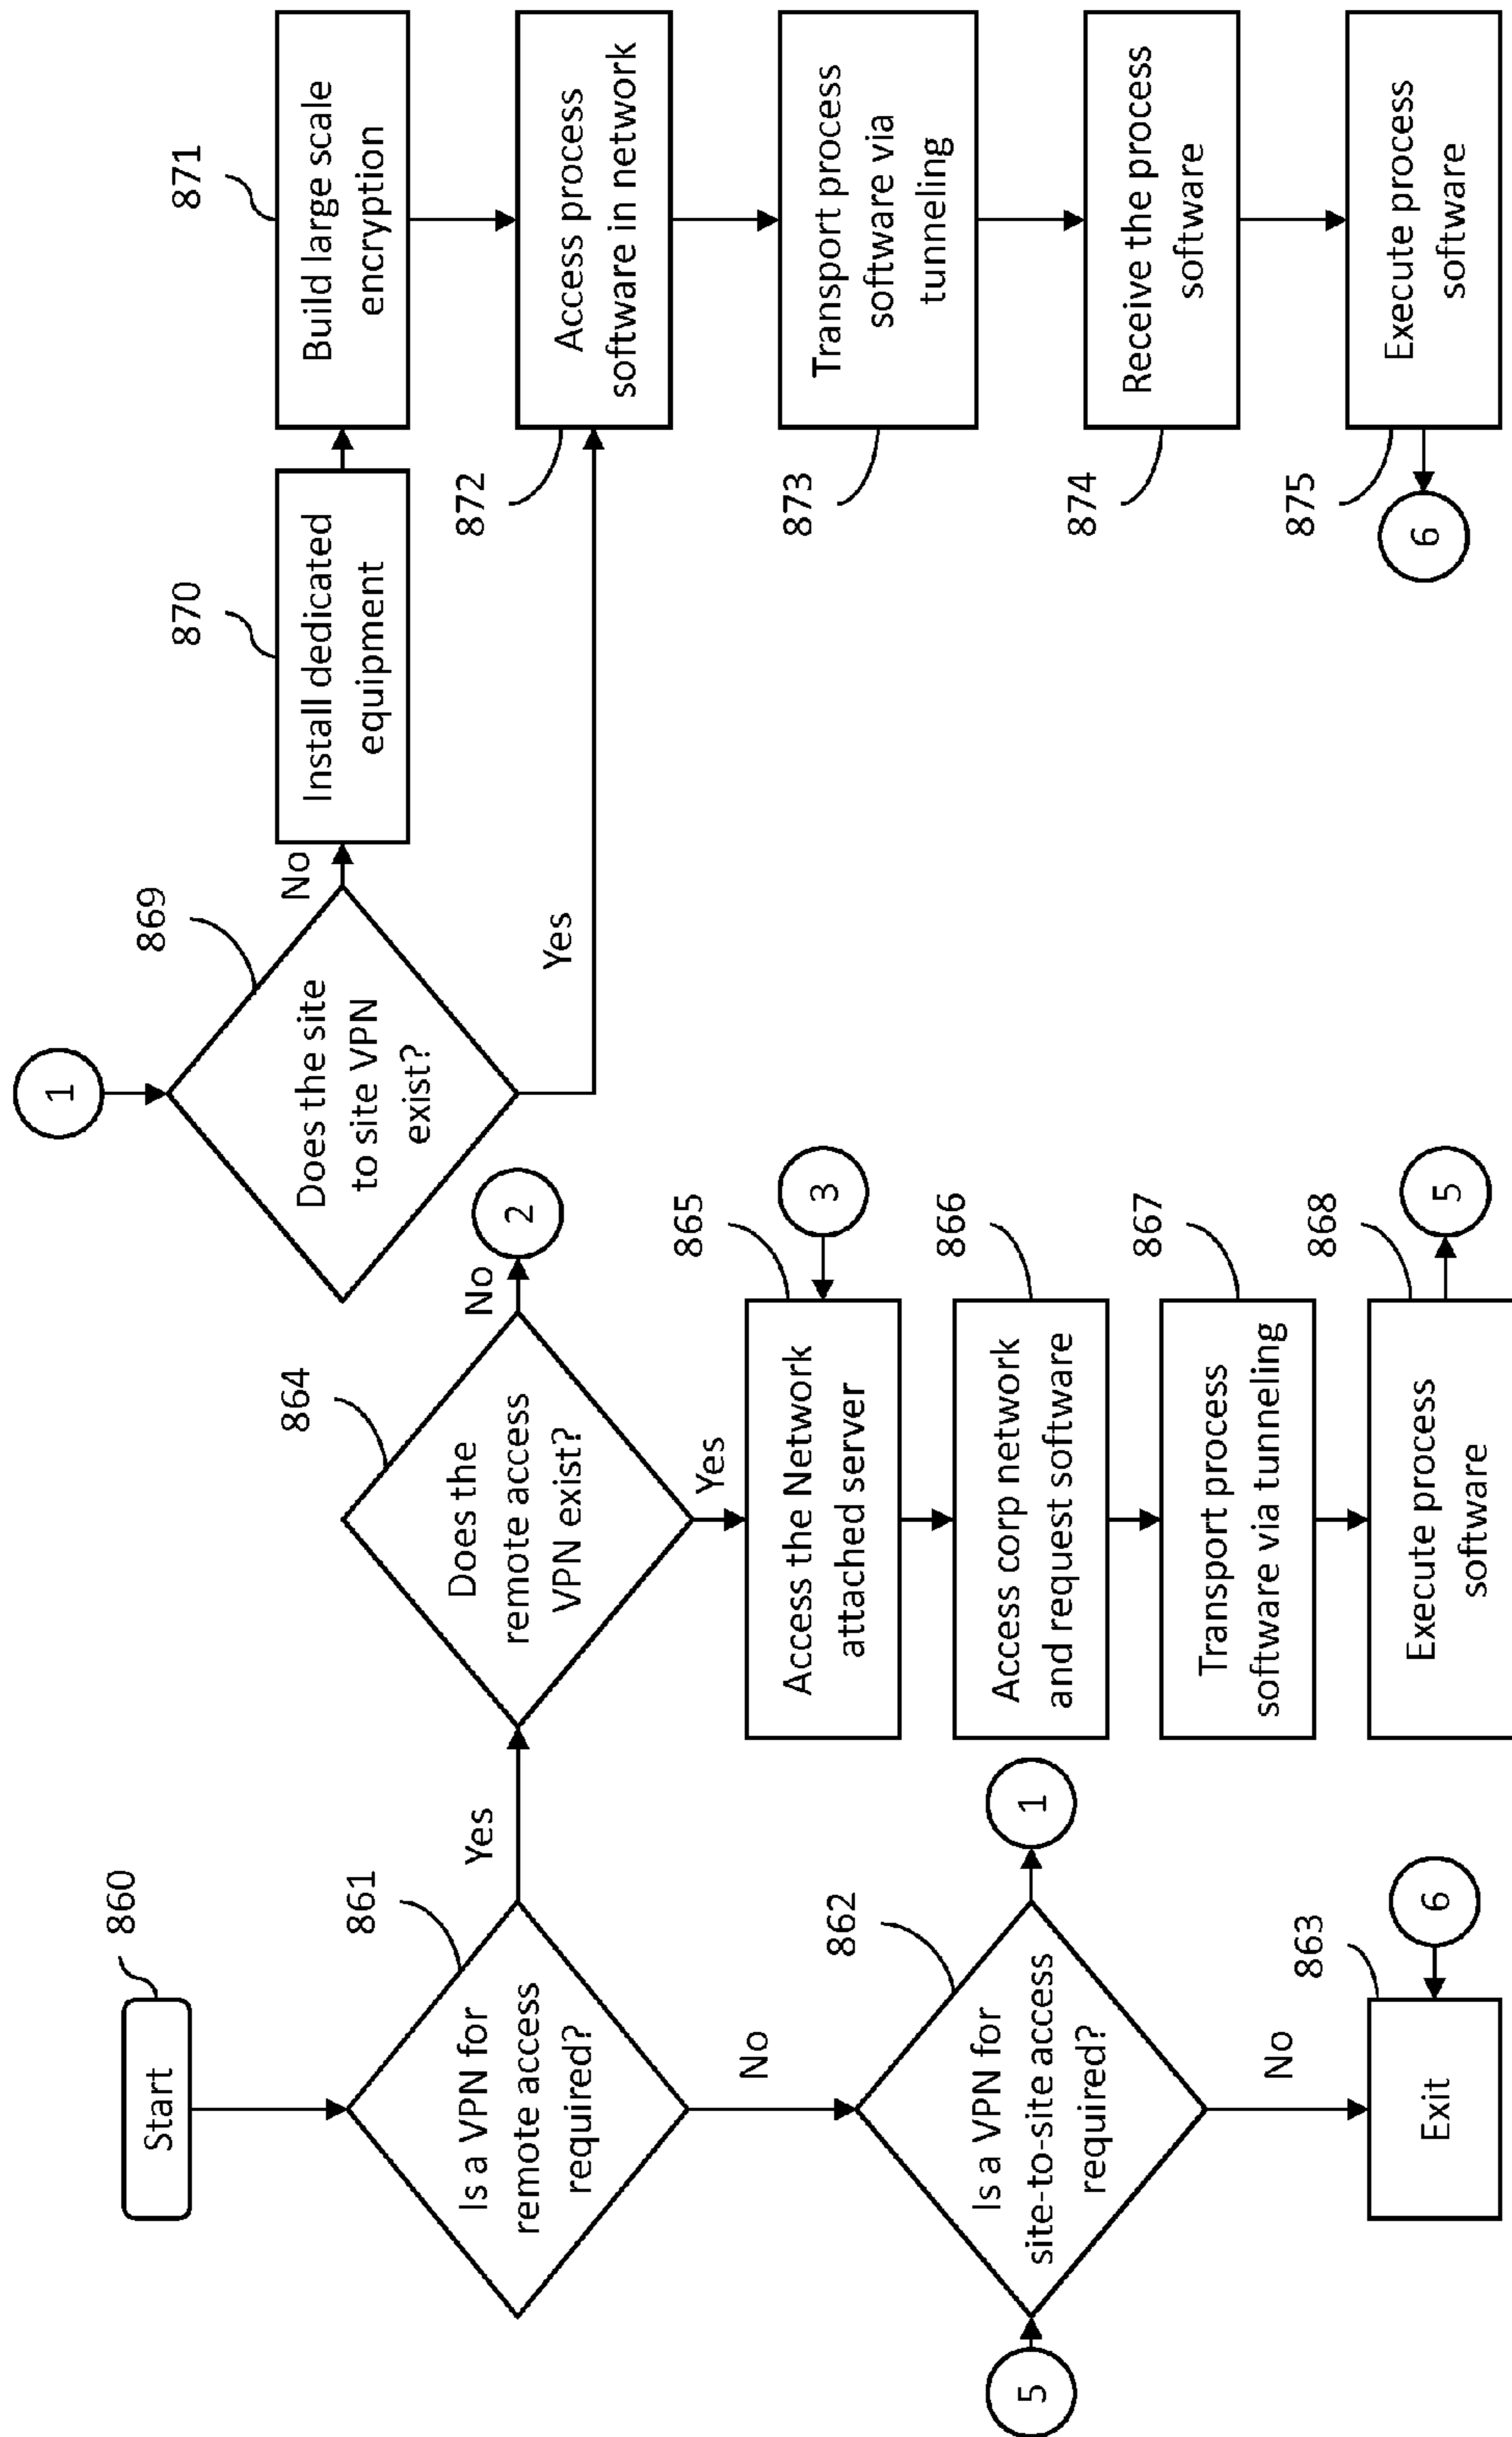 860
Start
861
Is a VPN for
remote access
required?
Yes
No
862
5
Is a VPN for
site-to-site access
required?
1
No
863
Exit
6
864
Does the
remote access
VPN exist?
No
2
Yes
865
Access the Network
attached server
3
866
Access corp network
and request software
867
Transport process
software via tunneling
868
Execute process
software
5
1
869
Does the site
to site VPN
exist?
No
Yes
870
Install dedicated
equipment
871
Build large scale
encryption
872
Access process
software in network
873
Transport process
software via
tunneling
874
Receive the process
software
875
Execute process
software
6